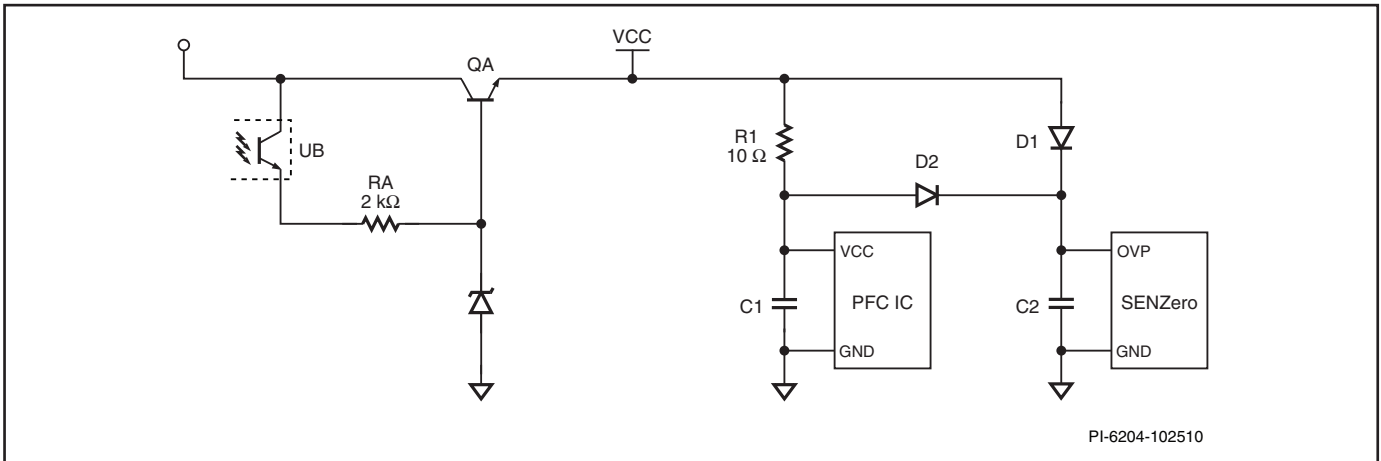 VCC
QA
UB
RA
2 kΩ
R1
10 Ω
D1
D2
VCC
PFC IC
GND
C1
OVP
SENZero
GND
C2
PI-6204-102510